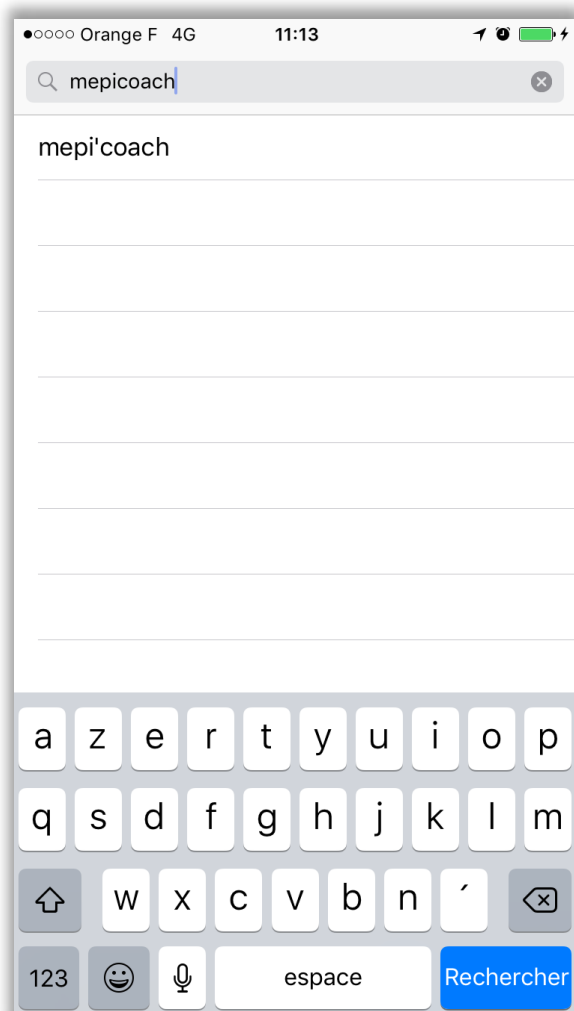 Orange F 4G 11:13
mepicoach
mepi'coach
a z e r t y u i o p
q s d f g h j k l m
w x c v b n ´
123 espace Rechercher